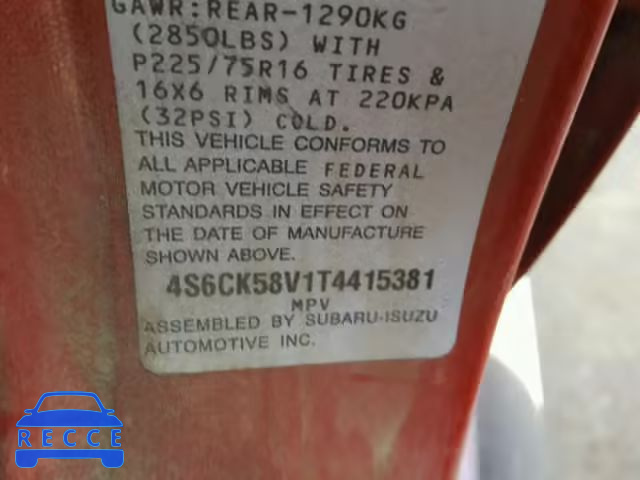 GAWR:REAR-1290KG
(2850LBS) WITH
P225/75R16 TIRES &
16X6 RIMS AT 220KPA
(32PSI) COLD.
THIS VEHICLE CONFORMS TO
ALL APPLICABLE FEDERAL
MOTOR VEHICLE SAFETY
STANDARDS IN EFFECT ON
THE DATE OF MANUFACTURE
SHOWN ABOVE.
4S6CK58V1T4415381
MPV
ASSEMBLED BY SUBARU-ISUZU
AUTOMOTIVE INC.
RECCE